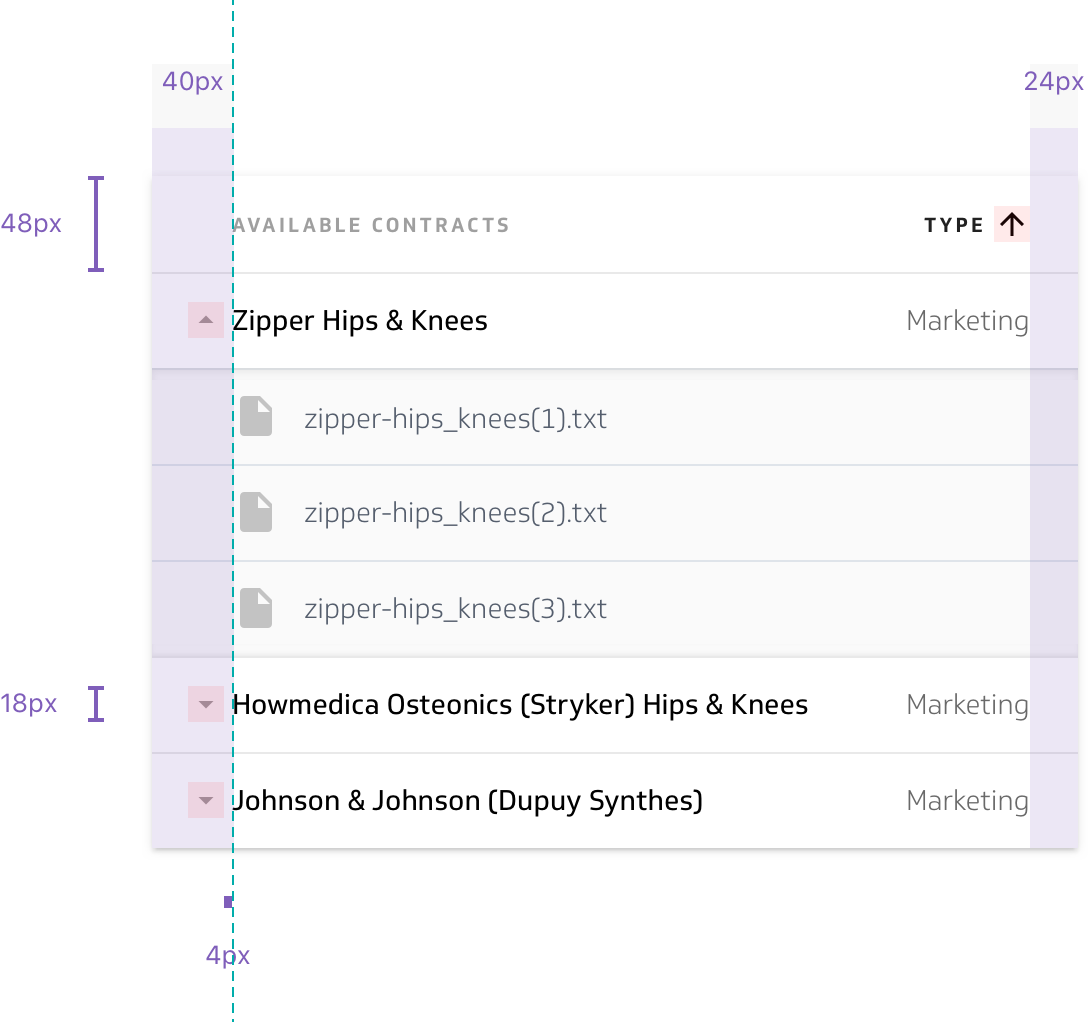 40px
24px
48px
AVAILABLE CONTRACTS
TYPE
Zipper Hips & Knees
Marketing
zipper-hips_knees(1).txt
zipper-hips_knees(2).txt
zipper-hips_knees(3).txt
18px
Howmedica Osteonics (Stryker) Hips & Knees
Marketing
Johnson & Johnson (Dupuy Synthes)
Marketing
4px